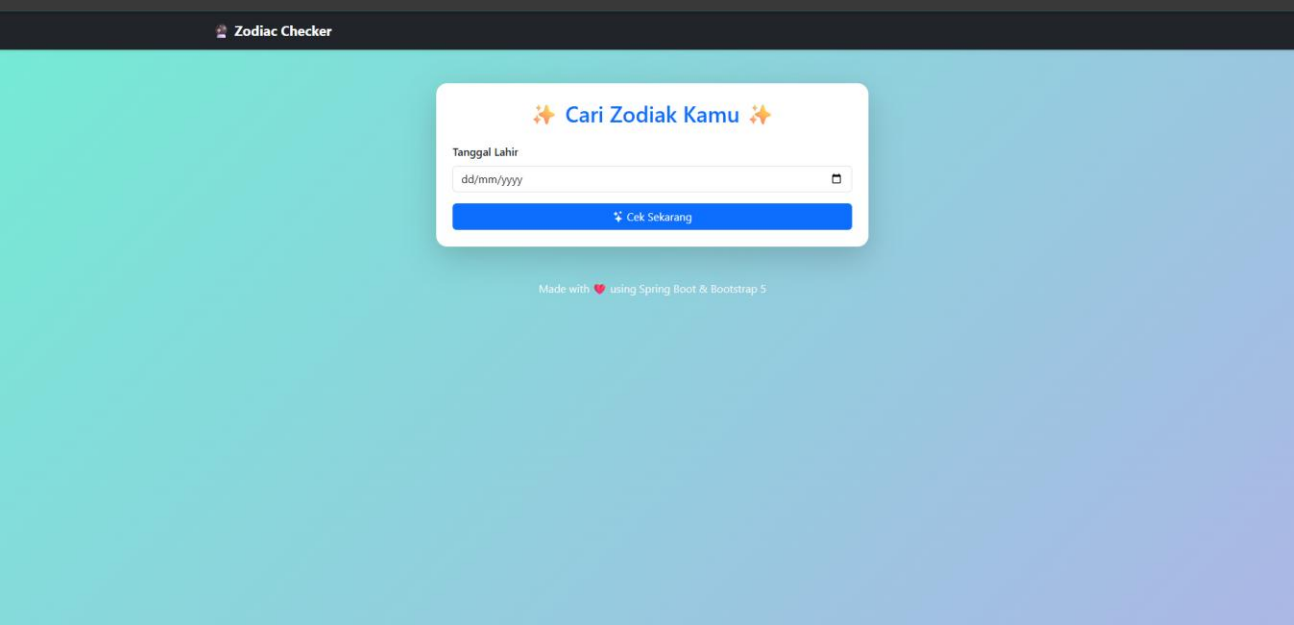 Zodiac Checker
✨ Cari Zodiak Kamu ✨
Tanggal Lahir
dd/mm/yyyy
Cek Sekarang
Made with ❤️ using Spring Boot & Bootstrap 5